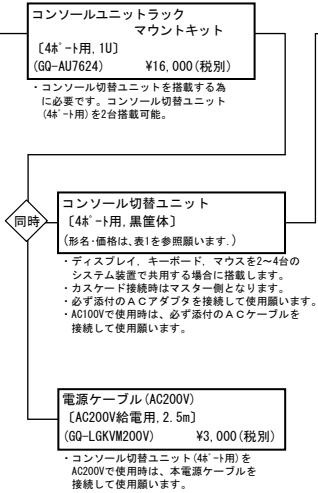 コンソールユニットラック
マウントキット
〔4ﾎﾟｰﾄ用, 1U〕
(GQ-AU7624) ¥16,000(税別)
・コンソール切替ユニットを搭載する為
に必要です。コンソール切替ユニット
(4ﾎﾟｰﾄ用)を2台搭載可能。
同時
コンソール切替ユニット
〔4ﾎﾟｰﾄ用, 黒筐体〕
(形名・価格は、表1を参照願います.)
・ディスプレイ, キーボード, マウスを2～4台の
システム装置で共用する場合に搭載します。
・カスケード接続時はマスター側となります。
・必ず添付のＡＣアダプタを接続して使用願います。
・AC100Vで使用時は、必ず添付のＡＣケーブルを
接続して使用願います。
電源ケーブル(AC200V)
〔AC200V給電用, 2.5m〕
(GQ-LGKVM200V) ¥3,000(税別)
・コンソール切替ユニット(4ﾎﾟｰﾄ用)を
AC200Vで使用時は、本電源ケーブルを
接続して使用願います。